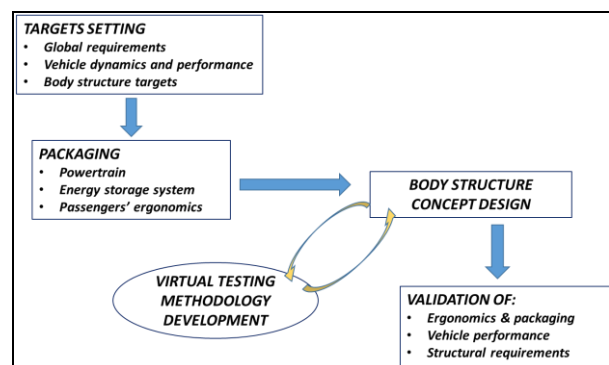 TARGETS SETTING
• Global requirements
• Vehicle dynamics and performance
• Body structure targets
PACKAGING
• Powertrain
• Energy storage system
• Passengers' ergonomics
BODY STRUCTURE
CONCEPT DESIGN
VIRTUAL TESTING
METHODOLOGY
DEVELOPMENT
VALIDATION OF:
• Ergonomics & packaging
• Vehicle performance
• Structural requirements